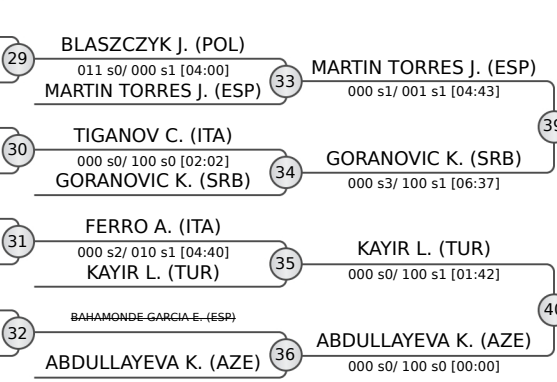 29
BLASZCZYK J. (POL)
011 s0/ 000 s1 [04:00]
MARTIN TORRES J. (ESP)
33
MARTIN TORRES J. (ESP)
000 s1/ 001 s1 [04:43]
39
30
TIGANOV C. (ITA)
000 s0/ 100 s0 [02:02]
GORANOVIC K. (SRB)
34
GORANOVIC K. (SRB)
000 s3/ 100 s1 [06:37]
31
FERRO A. (ITA)
000 s2/ 010 s1 [04:40]
KAYIR L. (TUR)
35
KAYIR L. (TUR)
000 s0/ 100 s1 [01:42]
40
32
BAHAMONDE GARCIA E. (ESP)
ABDULLAYEVA K. (AZE)
36
ABDULLAYEVA K. (AZE)
000 s0/ 100 s0 [00:00]